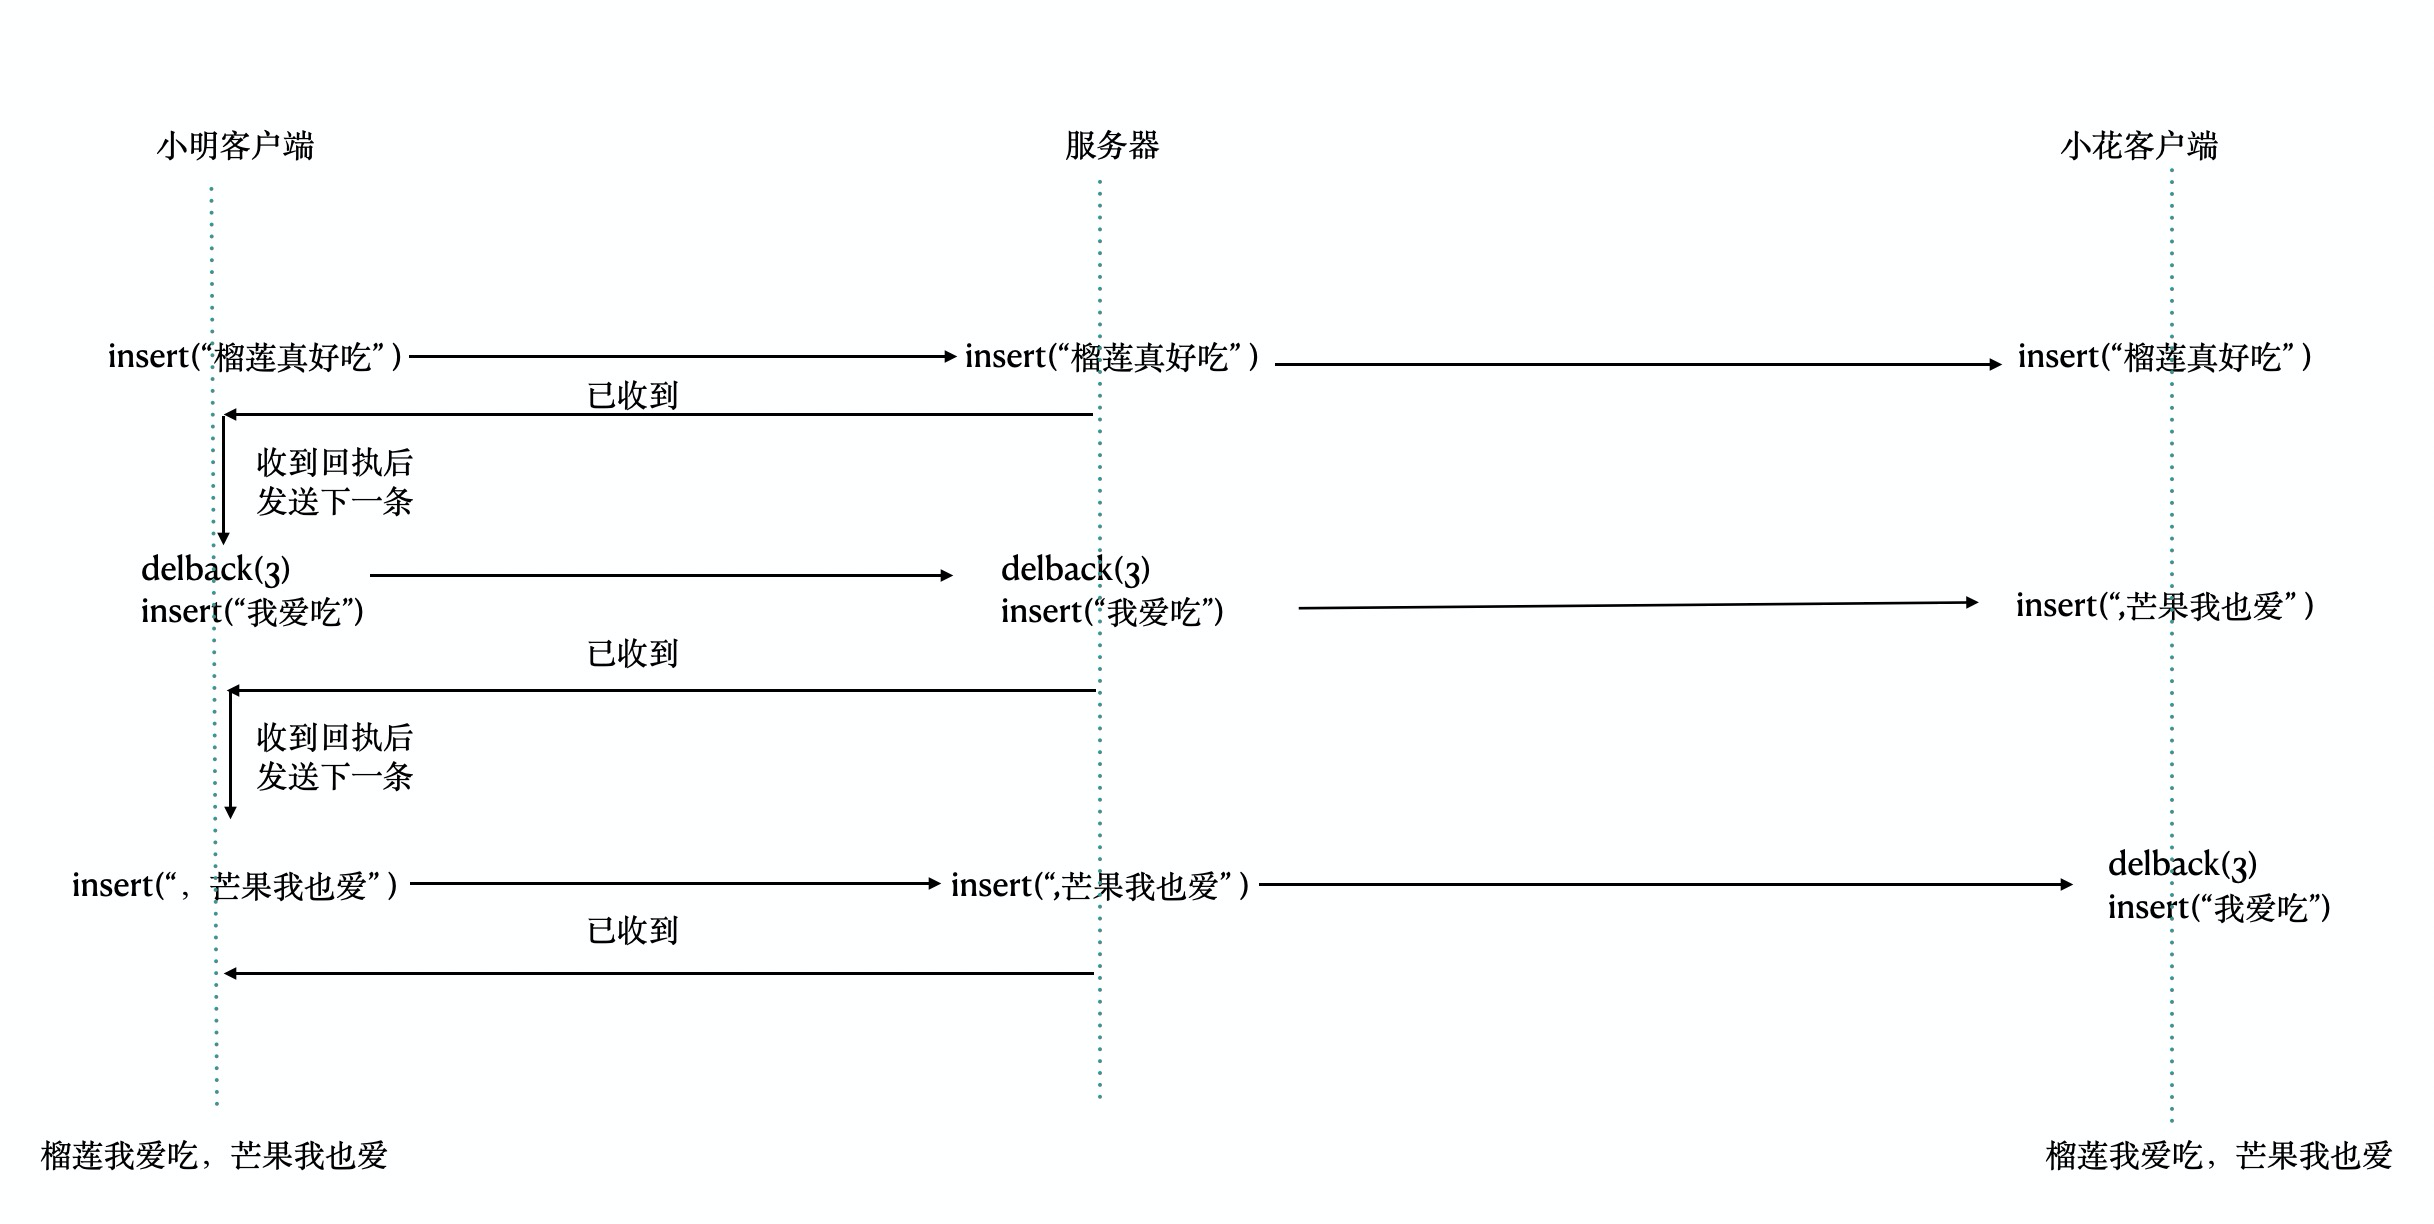 小明客户端
服务器
小花客户端
insert(“榴莲真好吃” )
insert(“榴莲真好吃” )
insert(“榴莲真好吃” )
已收到
收到回执后
发送下一条
delback(3)
insert(“我爱吃”)
delback(3)
insert(“我爱吃”)
insert(“,芒果我也爱” )
已收到
收到回执后
发送下一条
insert(“，芒果我也爱” )
insert(“,芒果我也爱” )
delback(3)
insert(“我爱吃”)
已收到
榴莲我爱吃，芒果我也爱
榴莲我爱吃，芒果我也爱